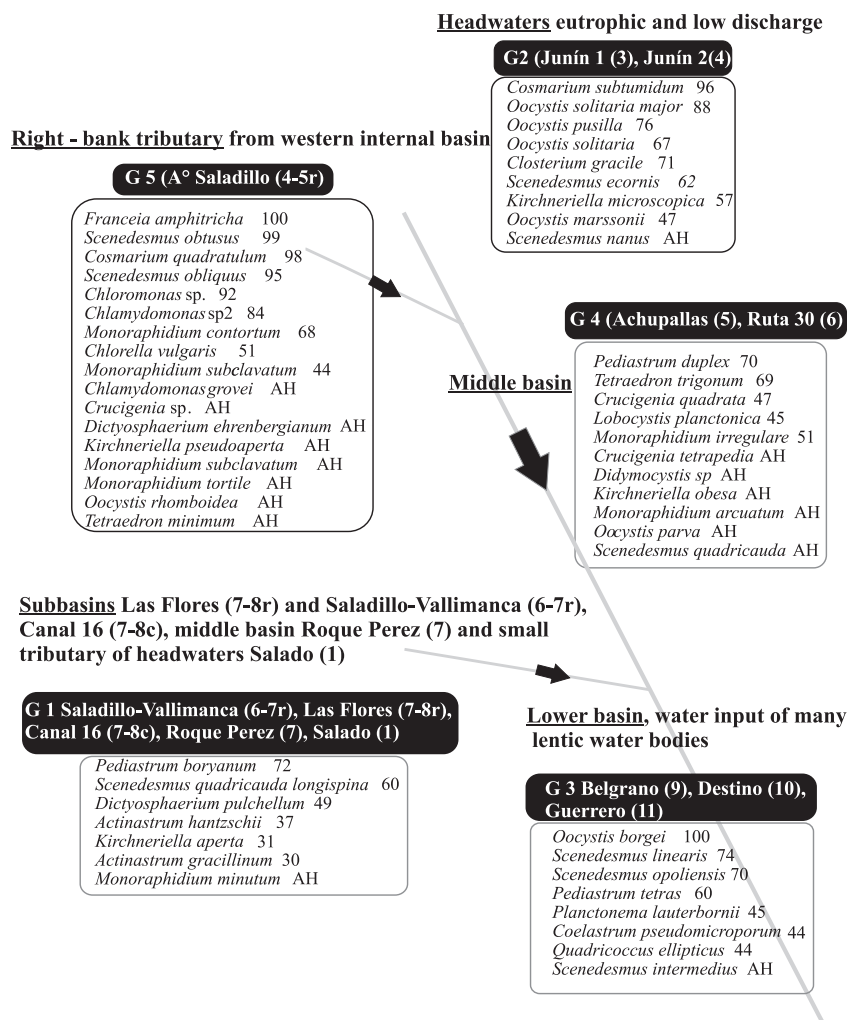 Headwaters eutrophic and low discharge
G2 (Junín 1 (3), Junín 2(4)
Cosmarium subtumidum 96
Oocystis solitaria major 88
Oocystis pusilla 76
Oocystis solitaria 67
Closterium gracile 71
Scenedesmus ecornis 62
Kirchneriella microscopica 57
Oocystis marssonii 47
Scenedesmus nanus AH
Right - bank tributary from western internal basin
G 5 (A° Saladillo (4-5r)
Franceia amphitricha 100
Scenedesmus obtusus 99
Cosmarium quadratulum 98
Scenedesmus obliquus 95
Chloromonas sp. 92
Chlamydomonas sp2 84
Monoraphidium contortum 68
Chlorella vulgaris 51
Monoraphidium subclavatum 44
Chlamydomonas grovei AH
Crucigenia sp. AH
Dictyosphaerium ehrenbergianum AH
Kirchneriella pseudoaperta AH
Monoraphidium subclavatum AH
Monoraphidium tortile AH
Oocystis rhomboidea AH
Tetraedron minimum AH
Middle basin
G 4 (Achupallas (5), Ruta 30 (6)
Pediastrum duplex 70
Tetraedron trigonum 69
Crucigenia quadrata 47
Lobocystis planctonica 45
Monoraphidium irregulare 51
Crucigenia tetrapedia AH
Didymocystis sp AH
Kirchneriella obesa AH
Monoraphidium arcuatum AH
Oocystis parva AH
Scenedesmus quadricauda AH
Subbasins Las Flores (7-8r) and Saladillo-Vallimanca (6-7r),
Canal 16 (7-8c), middle basin Roque Perez (7) and small
tributary of headwaters Salado (1)
G 1 Saladillo-Vallimanca (6-7r), Las Flores (7-8r),
Canal 16 (7-8c), Roque Perez (7), Salado (1)
Pediastrum boryanum 72
Scenedesmus quadricauda longispina 60
Dictyosphaerium pulchellum 49
Actinastrum hantzschii 37
Kirchneriella aperta 31
Actinastrum gracillinum 30
Monoraphidium minutum AH
Lower basin, water input of many
lentic water bodies
G 3 Belgrano (9), Destino (10),
Guerrero (11)
Oocystis borgei 100
Scenedesmus linearis 74
Scenedesmus opoliensis 70
Pediastrum tetras 60
Planctonema lauterbornii 45
Coelastrum pseudomicroporum 44
Quadricoccus ellipticus 44
Scenedesmus intermedius AH